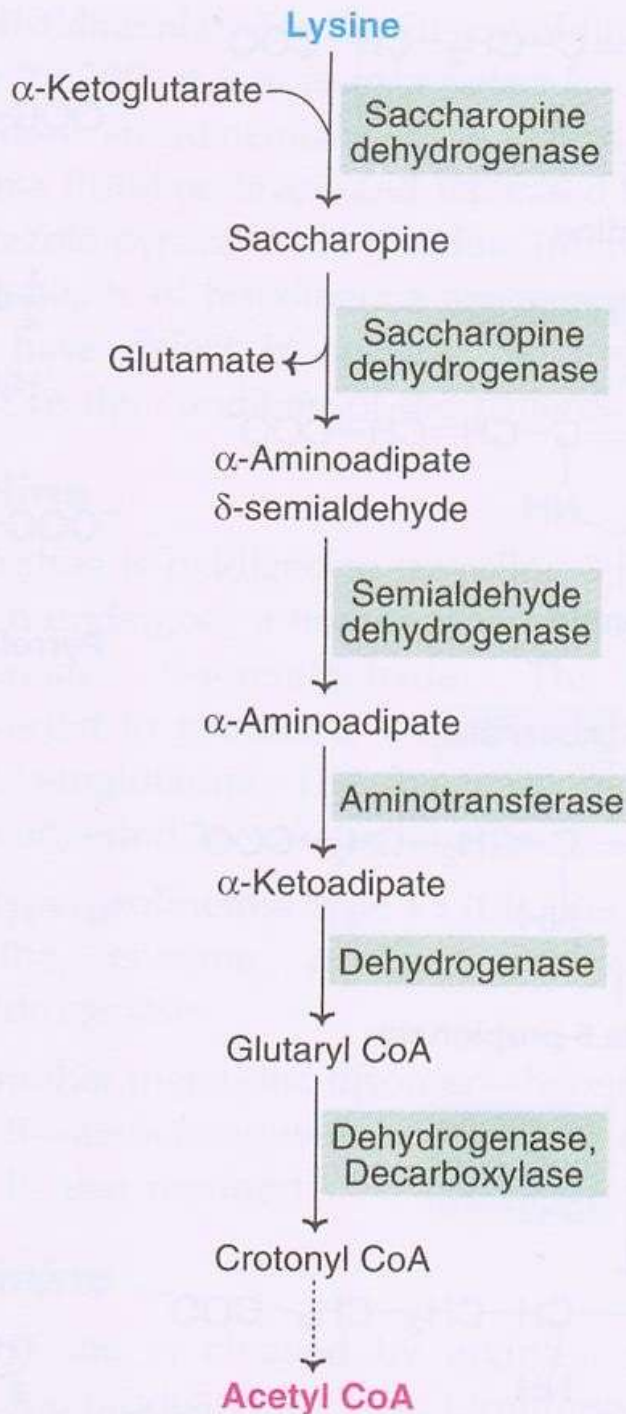 Lysine
α-Ketoglutarate
Saccharopine
dehydrogenase
Saccharopine
Glutamate
Saccharopine
dehydrogenase
α-Aminoadipate
δ-semialdehyde
Semialdehyde
dehydrogenase
α-Aminoadipate
Aminotransferase
α-Ketoadipate
Dehydrogenase
Glutaryl CoA
Dehydrogenase,
Decarboxylase
Crotonyl CoA
Acetyl CoA